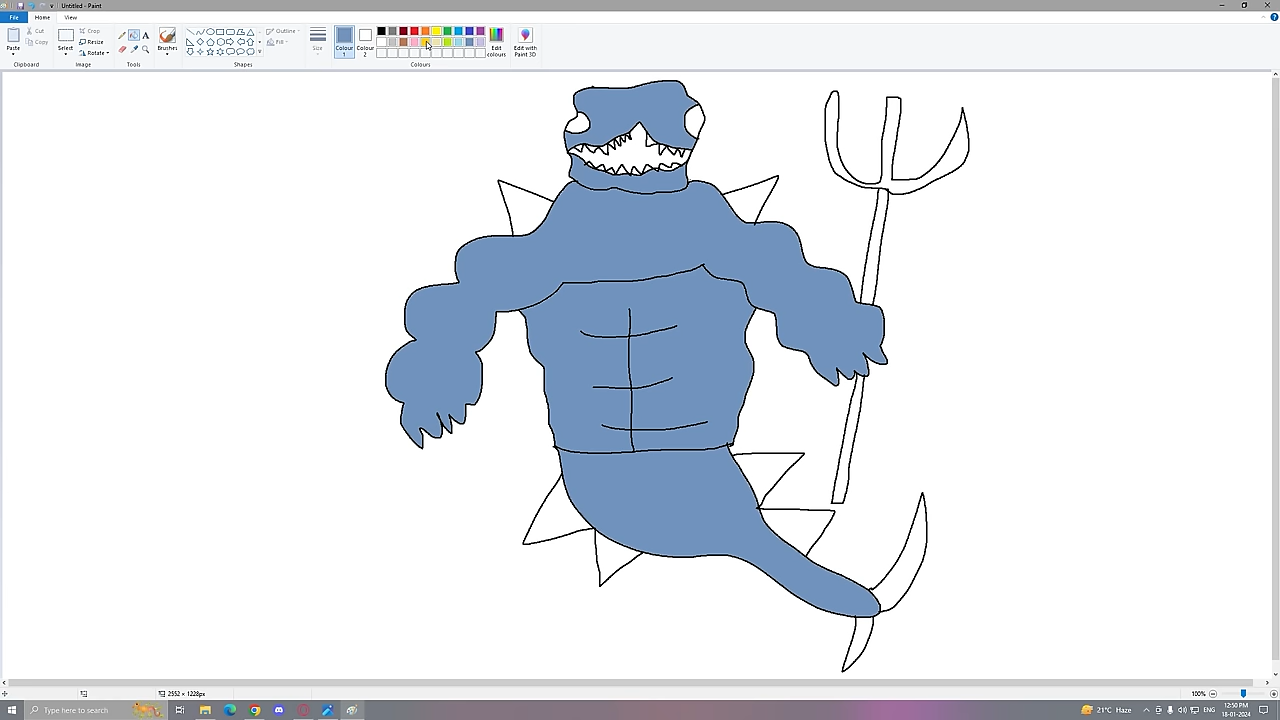 Untitled - Paint
File Home View
Paste Cut Copy Select Crop Resize Rotate Brushes Outline Fill Size Colour 1 Colour 2 Edit colours Edit with Paint 3D
Clipboard Image Tools Shapes Colours
2552 × 1228px 100%
Type here to search 21°C Haze ENG 12:50 PM
18-01-2024